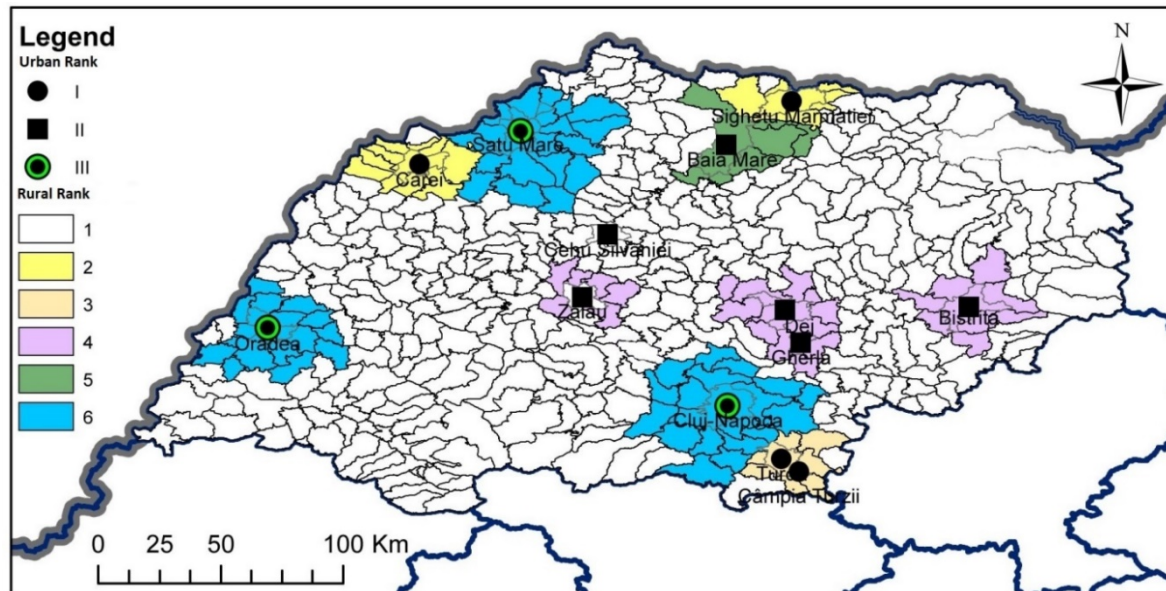 Legend
Urban Rank
I
II
III
Rural Rank
1
2
3
4
5
6
N
Sighetu Marmatiei
Satu Mare
Baia Mare
Carei
Cehu Silvaniei
Zalau
Dej
Bistrita
Oradea
Gherla
Cluj-Napoca
Turda
Câmpia Turzii
0 25 50 100 Km